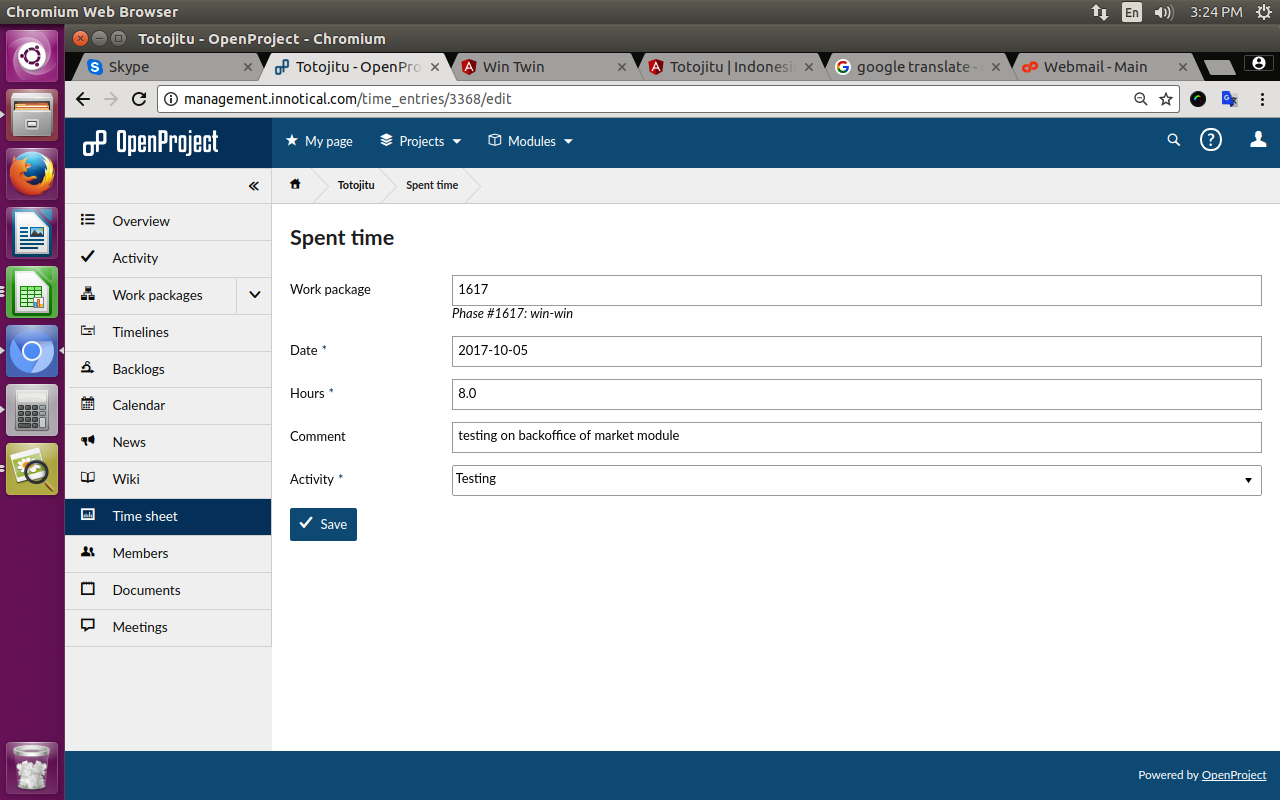 Chromium Web Browser
En
3:24 PM
Totojitu - OpenProject - Chromium
Skype
Totojitu - OpenPro
Win Twin
Totojitu | Indonesi
google translate -
Webmail - Main
management.innotical.com/time_entries/3368/edit
OpenProject
My page
Projects
Modules
?
«
Totojitu
Spent time
Overview
Activity
Work packages
Timelines
Backlogs
Calendar
News
Wiki
Time sheet
Members
Documents
Meetings
Spent time
Work package
1617
Phase #1617: win-win
Date *
2017-10-05
Hours *
8.0
Comment
testing on backoffice of market module
Activity *
Testing
Save
Powered by OpenProject